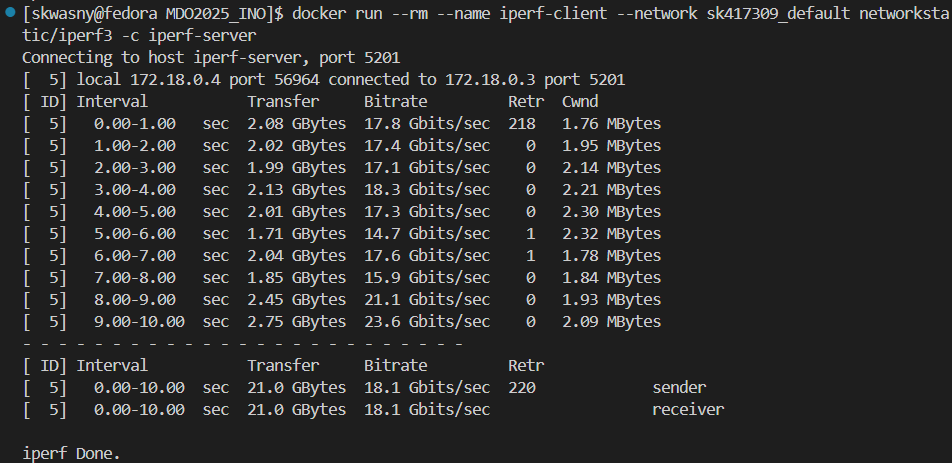 [skwasny@fedora MDO2025_INO]$ docker run --rm --name iperf-client --network sk417309_default networksta
tic/iperf3 -c iperf-server
Connecting to host iperf-server, port 5201
[  5] local 172.18.0.4 port 56964 connected to 172.18.0.3 port 5201
[ ID] Interval           Transfer     Bitrate         Retr  Cwnd
[  5]   0.00-1.00   sec  2.08 GBytes  17.8 Gbits/sec  218   1.76 MBytes
[  5]   1.00-2.00   sec  2.02 GBytes  17.4 Gbits/sec    0   1.95 MBytes
[  5]   2.00-3.00   sec  1.99 GBytes  17.1 Gbits/sec    0   2.14 MBytes
[  5]   3.00-4.00   sec  2.13 GBytes  18.3 Gbits/sec    0   2.21 MBytes
[  5]   4.00-5.00   sec  2.01 GBytes  17.3 Gbits/sec    0   2.30 MBytes
[  5]   5.00-6.00   sec  1.71 GBytes  14.7 Gbits/sec    1   2.32 MBytes
[  5]   6.00-7.00   sec  2.04 GBytes  17.6 Gbits/sec    1   1.78 MBytes
[  5]   7.00-8.00   sec  1.85 GBytes  15.9 Gbits/sec    0   1.84 MBytes
[  5]   8.00-9.00   sec  2.45 GBytes  21.1 Gbits/sec    0   1.93 MBytes
[  5]   9.00-10.00  sec  2.75 GBytes  23.6 Gbits/sec    0   2.09 MBytes
- - - - - - - - - - - - - - - - - - - - - - - - -
[ ID] Interval           Transfer     Bitrate         Retr
[  5]   0.00-10.00  sec  21.0 GBytes  18.1 Gbits/sec  220             sender
[  5]   0.00-10.00  sec  21.0 GBytes  18.1 Gbits/sec                  receiver
iperf Done.